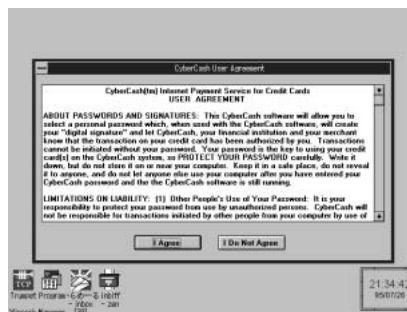 CyberCash User Agreement
CyberCash(tm) Internet Payment Service for Credit Cards
USER AGREEMENT
ABOUT PASSWORDS AND SIGNATURES: This CyberCash software will allow you to
select a personal password which, when used with the CyberCash software, will create
your "digital signature" and let CyberCash, your financial institution and your merchant
know that the transaction on your credit card has been authorized by you. Transactions
cannot be initiated without your password. Your password is the key to using your credit
card(s) on the CyberCash system, so PROTECT YOUR PASSWORD carefully. Write it
down, but do not store it on or near your computer. Keep it in a safe place, do not reveal
it to anyone, and do not let anyone else use your computer after you have entered your
CyberCash password and the the CyberCash software is still running.
LIMITATIONS ON LIABILITY: (1) Other People's Use of Your Password: It is your
responsibility to protect your password from use by unauthorized persons. CyberCash will
not be responsible for transactions initiated by other people from your computer by use of
I Agree
I Do Not Agree
TCP
Trumpet
inbiff
- inbox
- zan
21:34:42
95/07/26